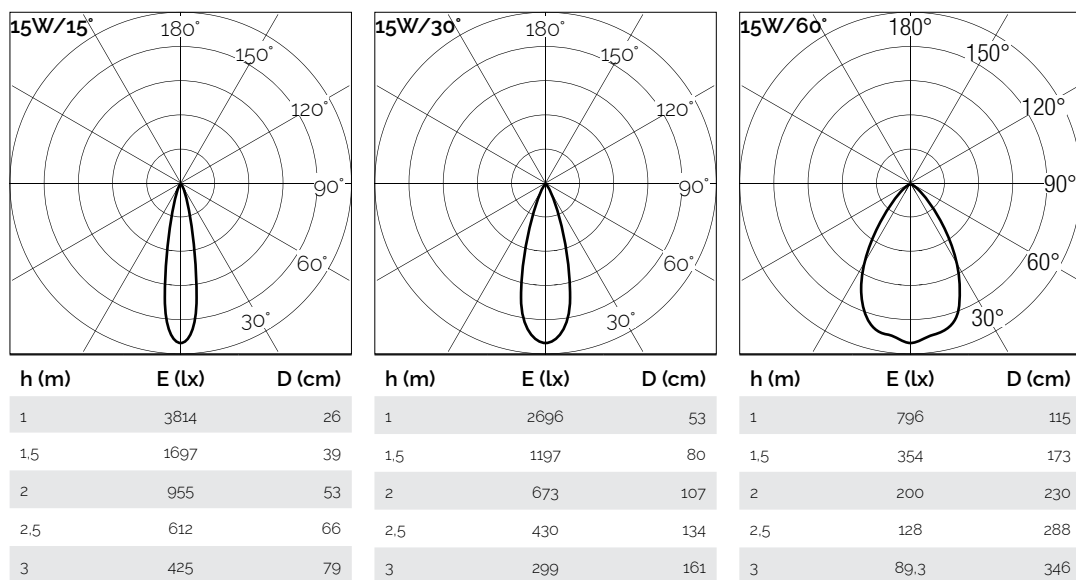 15W/15°
180°
150°
120°
90°
60°
30°
h (m) E (lx) D (cm)
1 3814 26
1,5 1697 39
2 955 53
2,5 612 66
3 425 79
15W/30°
180°
150°
120°
90°
60°
30°
h (m) E (lx) D (cm)
1 2696 53
1,5 1197 80
2 673 107
2,5 430 134
3 299 161
15W/60°
180°
150°
120°
90°
60°
30°
h (m) E (lx) D (cm)
1 796 115
1,5 354 173
2 200 230
2,5 128 288
3 89,3 346